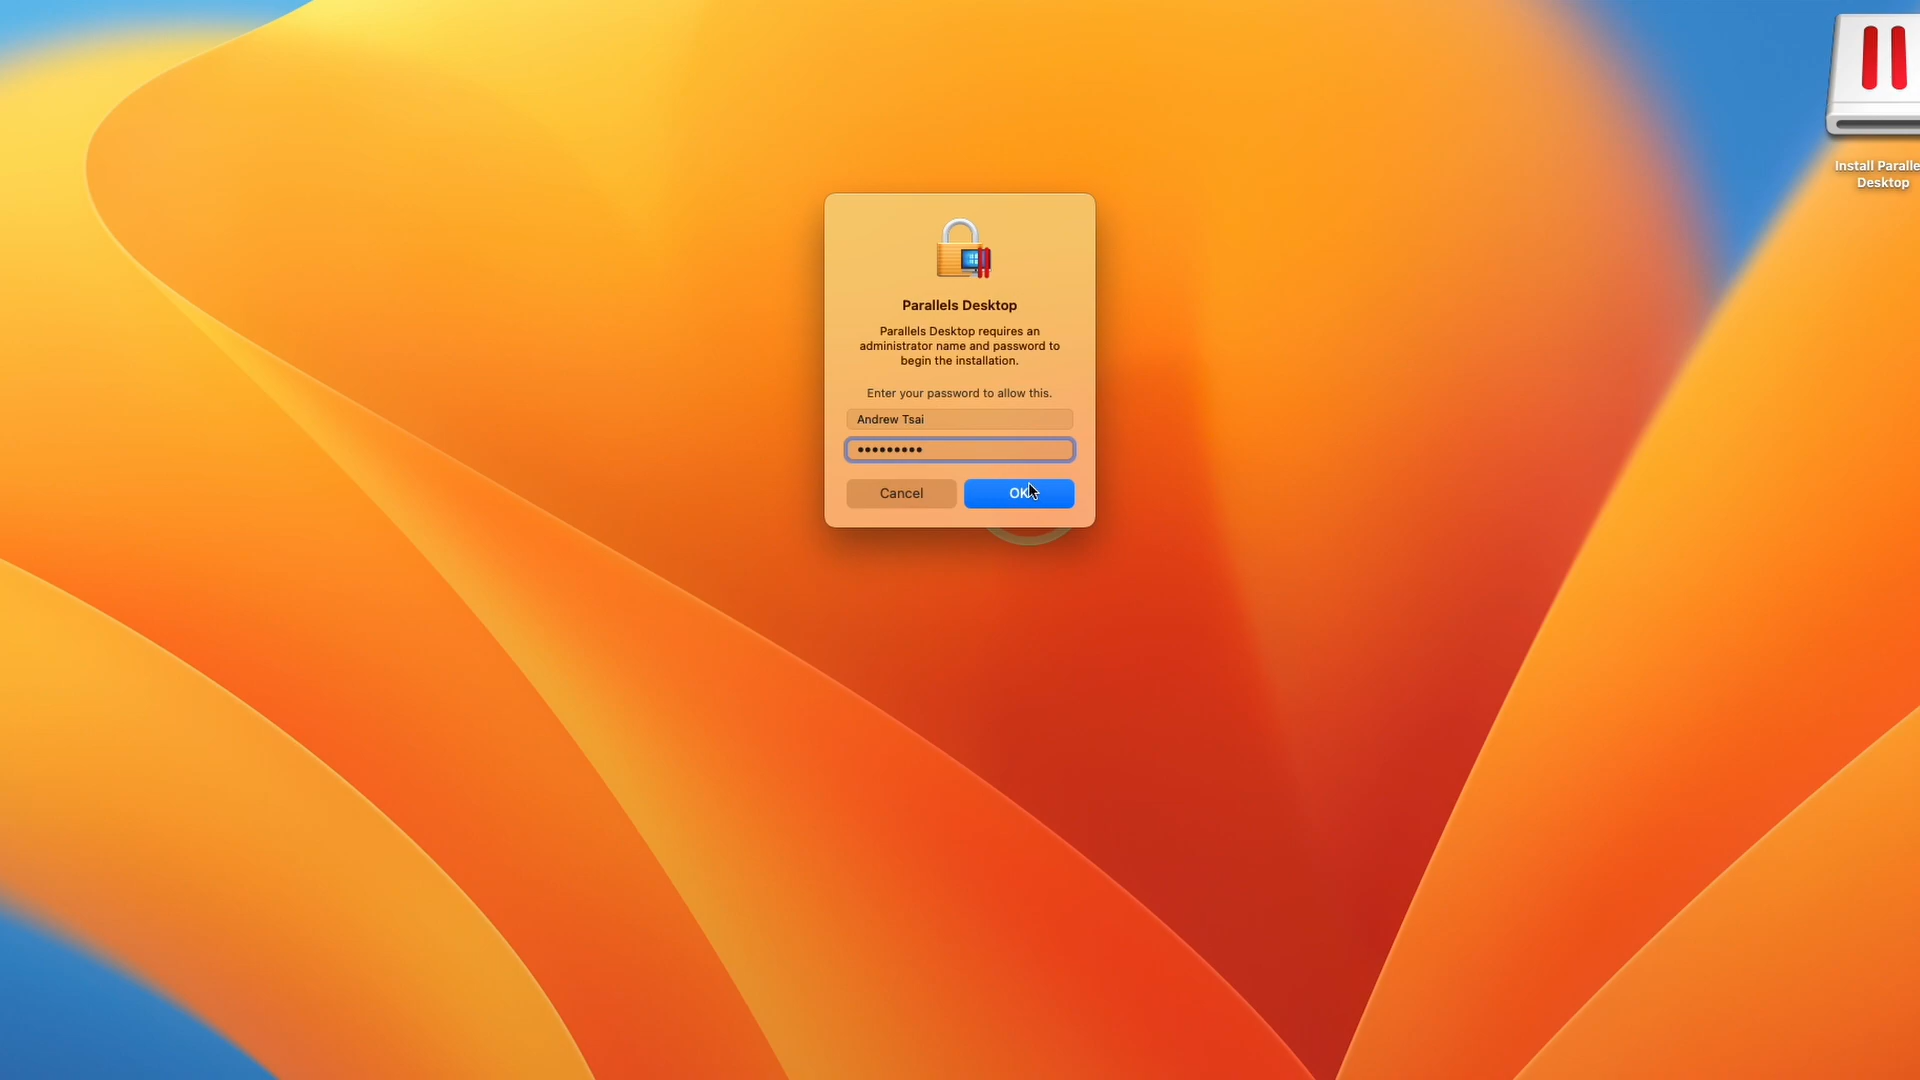 Install Paralle
Desktop
Parallels Desktop
Parallels Desktop requires an
administrator name and password to
begin the installation.
Enter your password to allow this.
Andrew Tsai
•••••••••
Cancel
OK